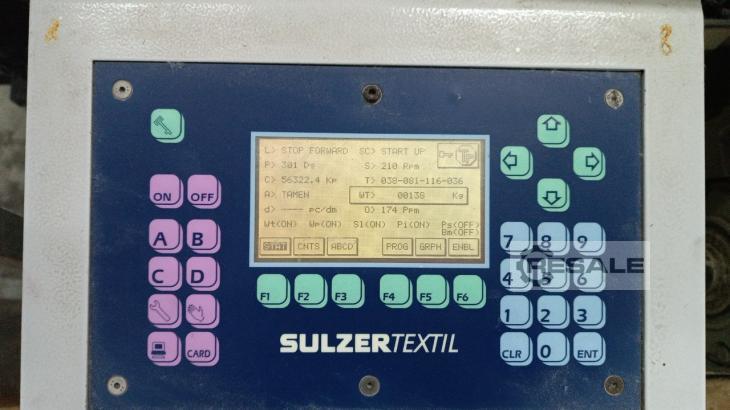 L> STOP FORWARD SC> START UP
P> 301 Ds S> 210 Rpm
C> 56322.4 Kp T> 038-081-116-036
A> TAMEN WT> 00138 Kg
d> ---- pc/dm O> 174 Ppm
Wt(ON) Wp(ON) Sl(ON) Pi(ON) Ps(OFF)
Bm(OFF)
STAT CNTS ABCD PROG GRPH ENBL
ON OFF
A B
C D
CARD
F1 F2 F3 F4 F5 F6
SULZERTEXTIL
7 8 9
4 5 6
1 2 3
CLR 0 ENT
RESALE